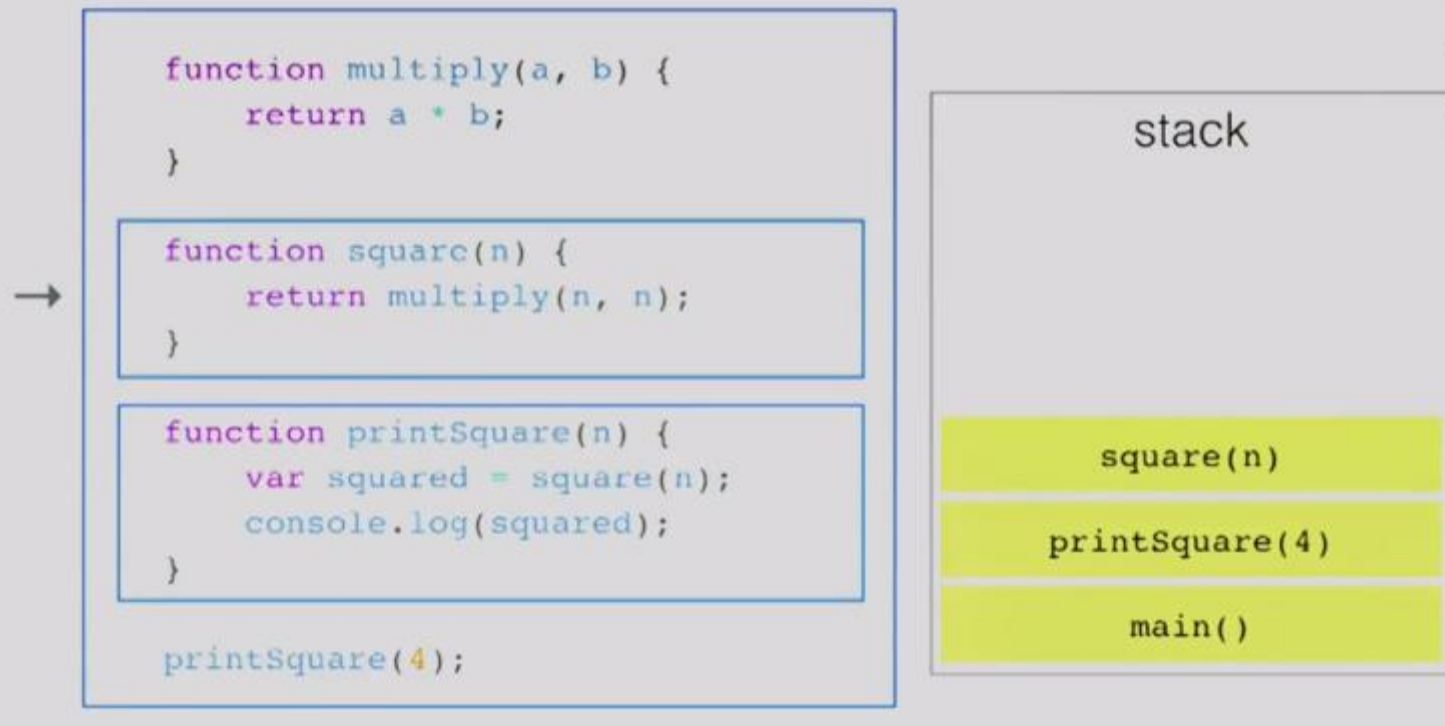 function multiply(a, b) {
return a * b;
}
function square(n) {
return multiply(n, n);
}
function printSquare(n) {
var squared = square(n);
console.log(squared);
}
printSquare(4);
stack
square(n)
printSquare(4)
main()